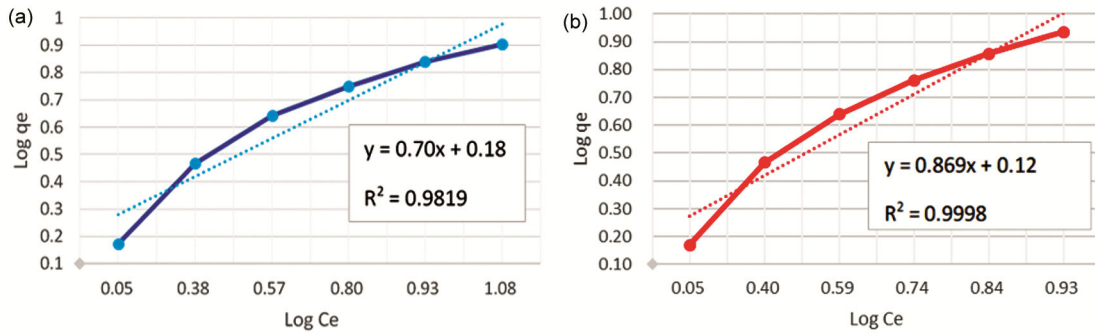 (a)
1
0.9
0.8
0.7
0.6
0.5
0.4
0.3
0.2
0.1
Log qe
y = 0.70x + 0.18
R² = 0.9819
0.05 0.38 0.57 0.80 0.93 1.08
Log Ce
(b)
1.00
0.90
0.80
0.70
0.60
0.50
0.40
0.30
0.20
0.10
Log qe
y = 0.869x + 0.12
R² = 0.9998
0.05 0.40 0.59 0.74 0.84 0.93
Log Ce